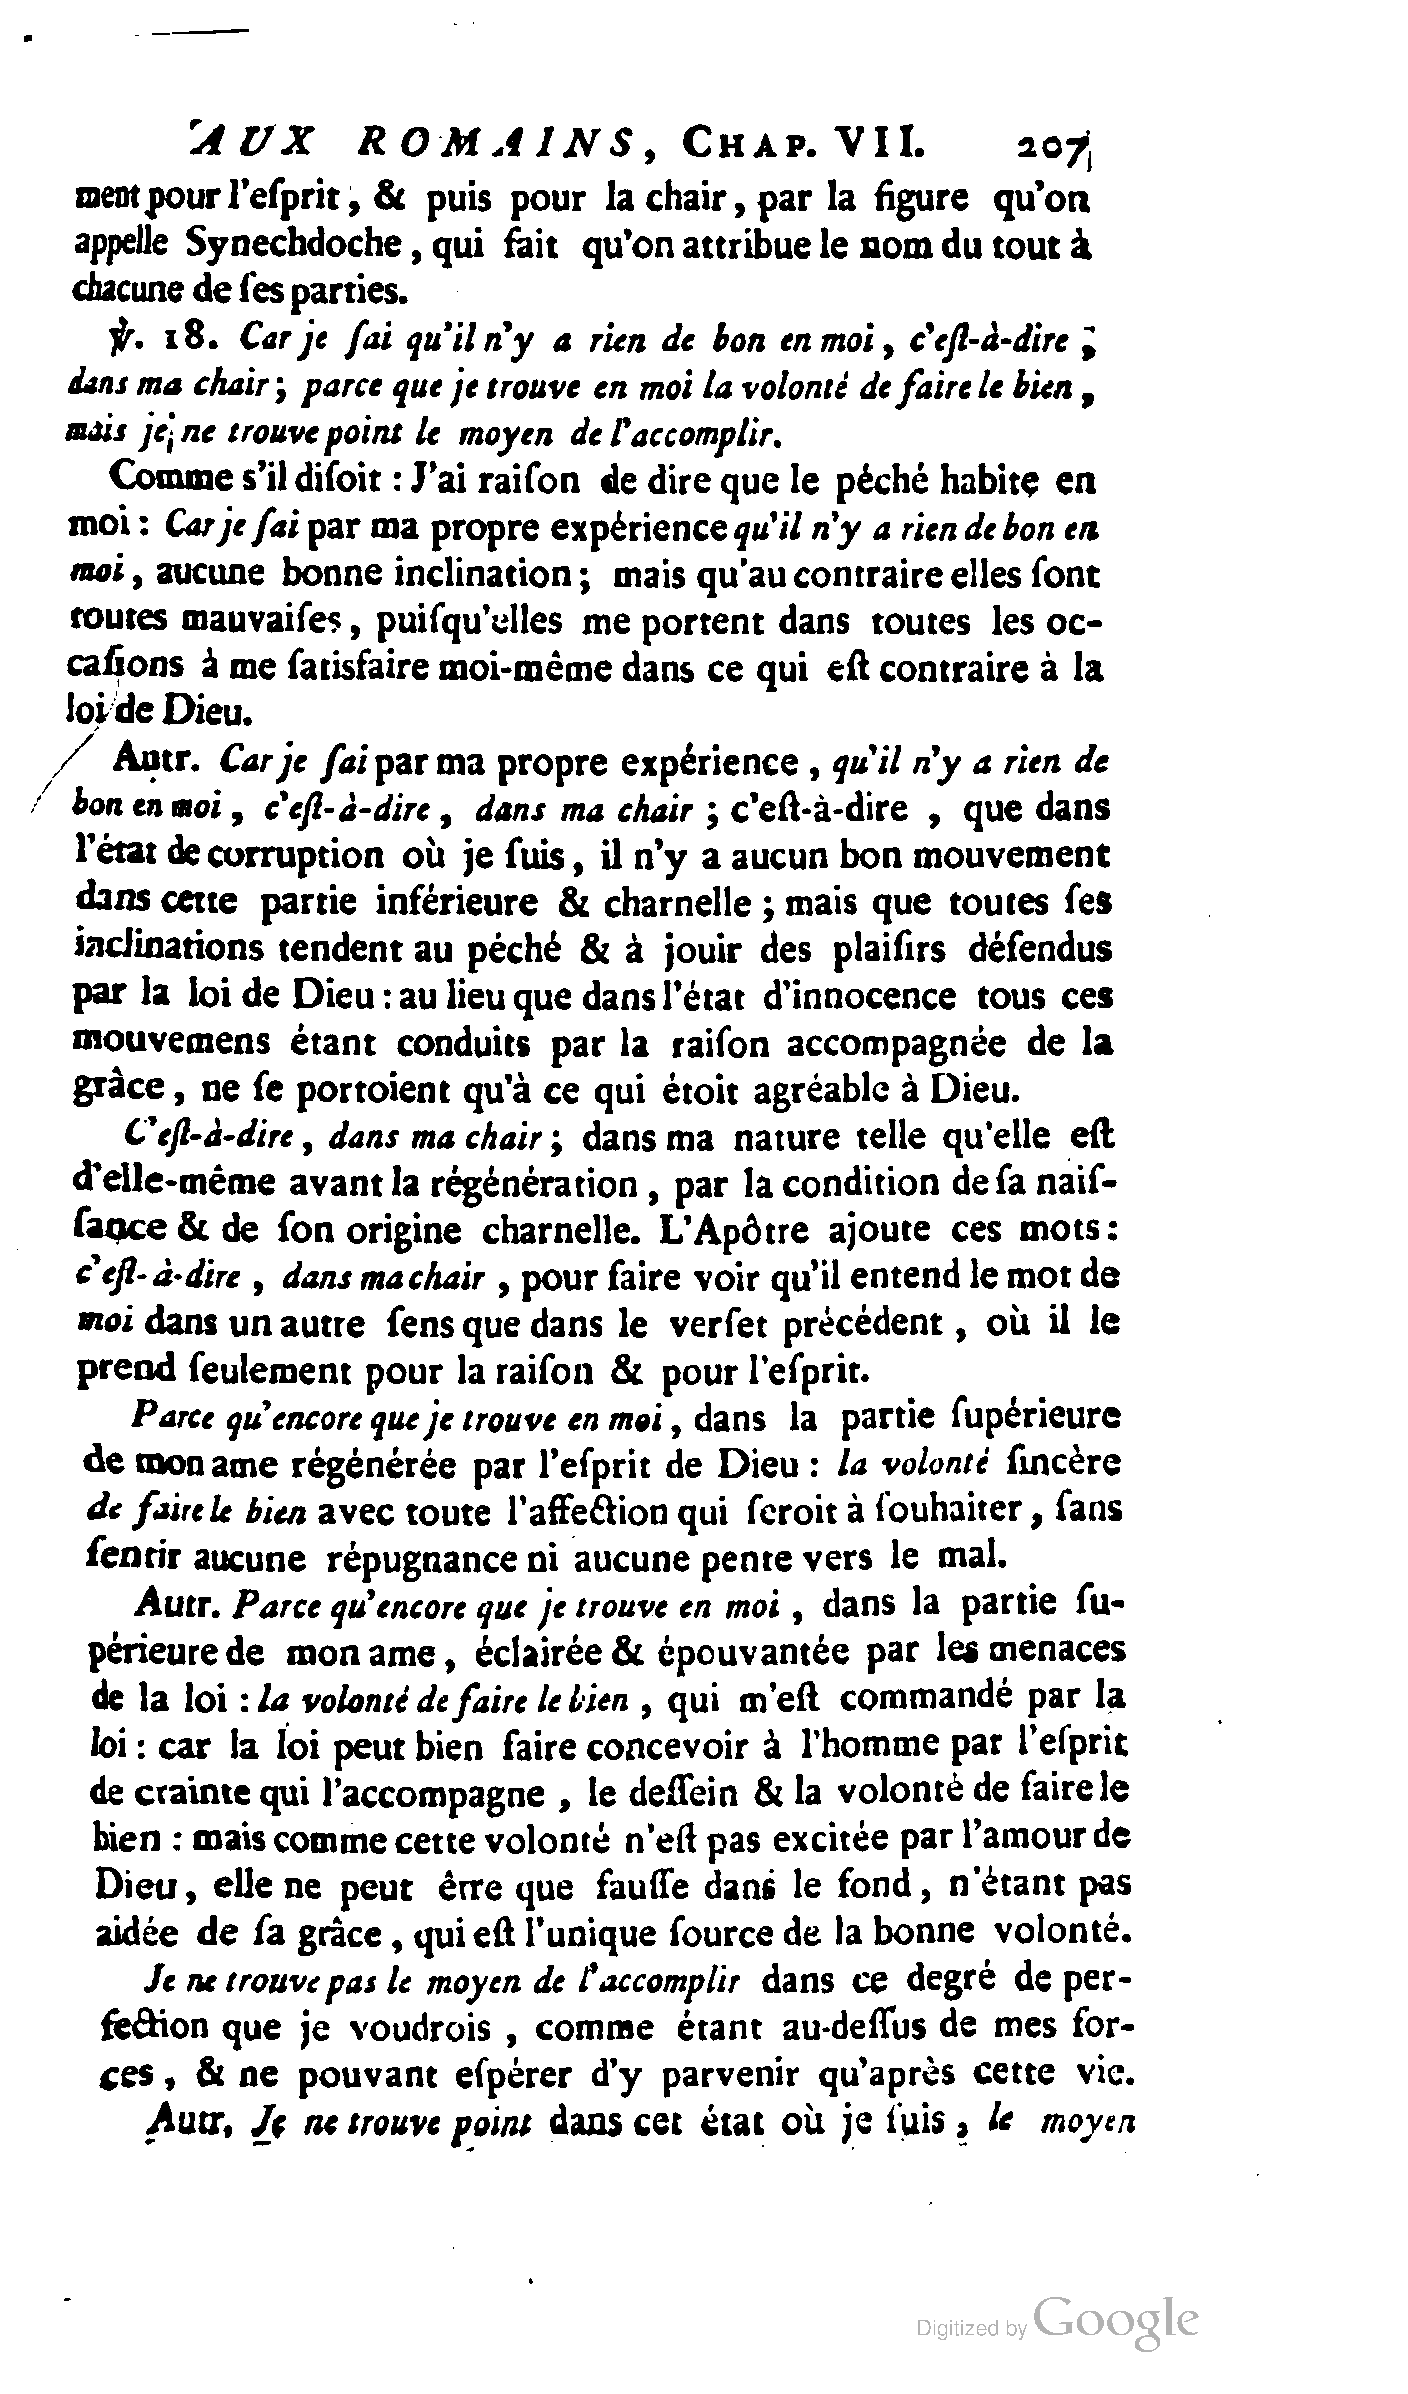 AUX ROMAINS, CHAP. VII. 207
ment pour l'eſprit, & puis pour la chair, par la figure qu'on
appelle Synechdoche, qui fait qu'on attribue le nom du tout à
chacune de ſes parties.
℣. 18. Car je ſai qu'il n'y a rien de bon en moi, c'eſt-à-dire ;
dans ma chair ; parce que je trouve en moi la volonté de faire le bien,
mais je ne trouve point le moyen de l'accomplir.
Comme s'il diſoit : J'ai raiſon de dire que le péché habite en
moi : Car je ſai par ma propre expérience qu'il n'y a rien de bon en
moi, aucune bonne inclination ; mais qu'au contraire elles ſont
toutes mauvaiſes, puiſqu'elles me portent dans toutes les oc-
caſions à me ſatisfaire moi-même dans ce qui eſt contraire à la
loi de Dieu.
Autr. Car je ſai par ma propre expérience, qu'il n'y a rien de
bon en moi, c'eſt-à-dire, dans ma chair ; c'eſt-à-dire, que dans
l'état de corruption où je ſuis, il n'y a aucun bon mouvement
dans cette partie inférieure & charnelle ; mais que toutes ſes
inclinations tendent au péché & à jouir des plaiſirs défendus
par la loi de Dieu : au lieu que dans l'état d'innocence tous ces
mouvemens étant conduits par la raiſon accompagnée de la
grâce, ne ſe portoient qu'à ce qui étoit agréable à Dieu.
C'eſt-à-dire, dans ma chair ; dans ma nature telle qu'elle eſt
d'elle-même avant la régénération, par la condition de ſa naiſ-
ſance & de ſon origine charnelle. L'Apôtre ajoute ces mots :
c'eſt-à-dire, dans ma chair, pour faire voir qu'il entend le mot de
moi dans un autre ſens que dans le verſet précédent, où il le
prend ſeulement pour la raiſon & pour l'eſprit.
Parce qu'encore que je trouve en moi, dans la partie ſupérieure
de mon ame régénérée par l'eſprit de Dieu : la volonté ſincère
de faire le bien avec toute l'affection qui ſeroit à ſouhaiter, ſans
ſentir aucune répugnance ni aucune pente vers le mal.
Autr. Parce qu'encore que je trouve en moi, dans la partie ſu-
périeure de mon ame, éclairée & épouvantée par les menaces
de la loi : la volonté de faire le bien, qui m'eſt commandé par la
loi : car la loi peut bien faire concevoir à l'homme par l'eſprit
de crainte qui l'accompagne, le deſſein & la volonté de faire le
bien : mais comme cette volonté n'eſt pas excitée par l'amour de
Dieu, elle ne peut être que fauſſe dans le fond, n'étant pas
aidée de ſa grâce, qui eſt l'unique ſource de la bonne volonté.
Je ne trouve pas le moyen de l'accomplir dans ce degré de per-
fection que je voudrois, comme étant au-deſſus de mes for-
ces, & ne pouvant eſpérer d'y parvenir qu'après cette vie.
Autr. Je ne trouve point dans cet état où je ſuis, le moyen
Digitized by Google